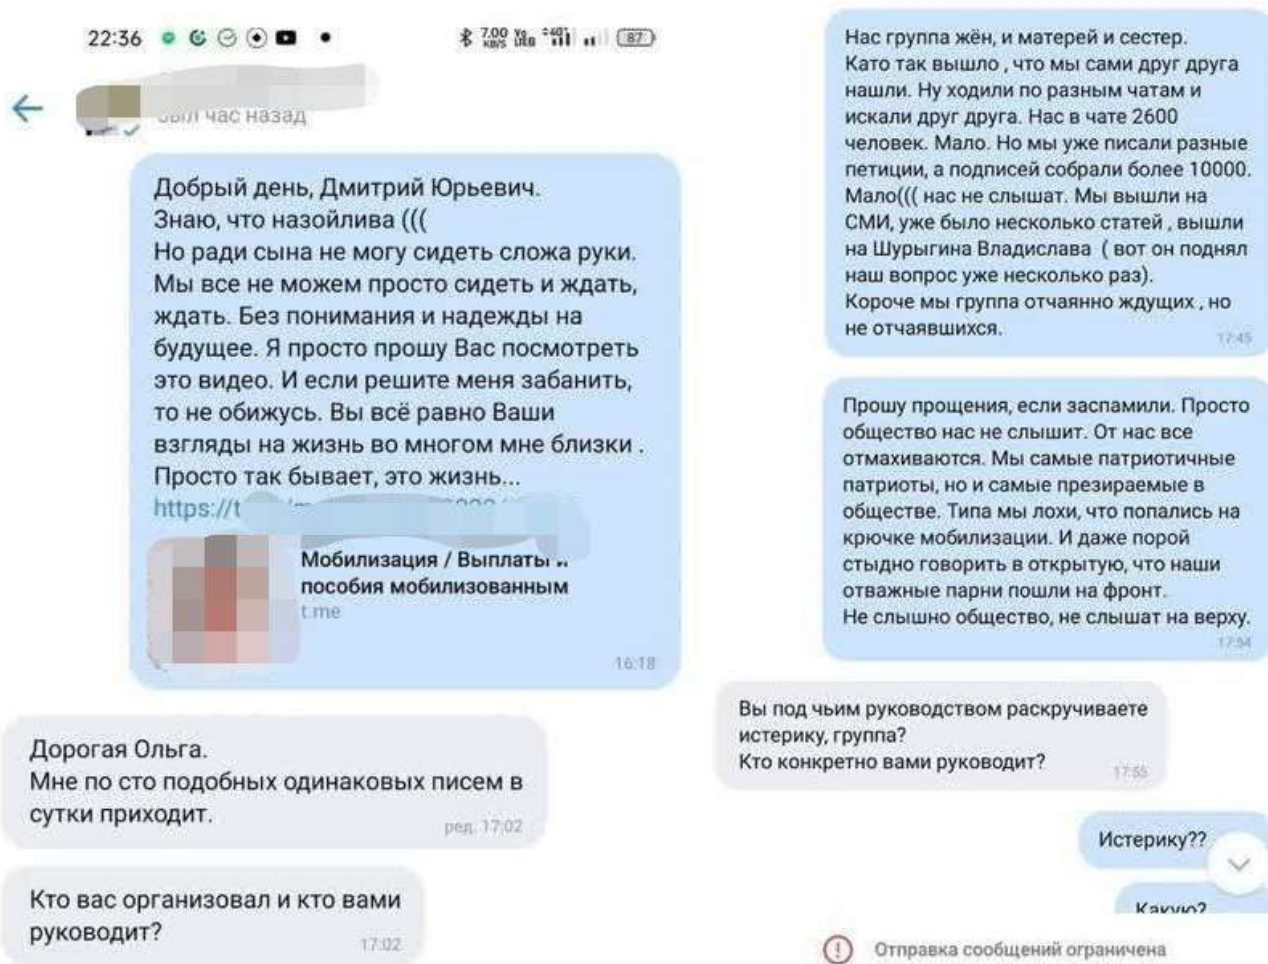 22:36
7.00 KB/S
87
был час назад
Добрый день, Дмитрий Юрьевич.
Знаю, что назойлива (((
Но ради сына не могу сидеть сложа руки.
Мы все не можем просто сидеть и ждать,
ждать. Без понимания и надежды на
будущее. Я просто прошу Вас посмотреть
это видео. И если решите меня забанить,
то не обижусь. Вы всё равно Ваши
взгляды на жизнь во многом мне близки .
Просто так бывает, это жизнь...
https://t
Мобилизация / Выплаты и
пособия мобилизованным
t.me
16:18
Дорогая Ольга.
Мне по сто подобных одинаковых писем в
сутки приходит.
ред. 17:02
Кто вас организовал и кто вами
руководит?
17:02
Нас группа жён, и матерей и сестер.
Като так вышло , что мы сами друг друга
нашли. Ну ходили по разным чатам и
искали друг друга. Нас в чате 2600
человек. Мало. Но мы уже писали разные
петиции, а подписей собрали более 10000.
Мало((( нас не слышат. Мы вышли на
СМИ, уже было несколько статей , вышли
на Шурыгина Владислава ( вот он поднял
наш вопрос уже несколько раз).
Короче мы группа отчаянно ждущих , но
не отчаявшихся.
17:45
Прошу прощения, если заспамили. Просто
общество нас не слышит. От нас все
отмахиваются. Мы самые патриотичные
патриоты, но и самые презираемые в
обществе. Типа мы лохи, что попались на
крючке мобилизации. И даже порой
стыдно говорить в открытую, что наши
отважные парни пошли на фронт.
Не слышно общество, не слышат на верху.
17:54
Вы под чьим руководством раскручиваете
истерику, группа?
Кто конкретно вами руководит?
17:55
Истерику??
Какую?
Отправка сообщений ограничена